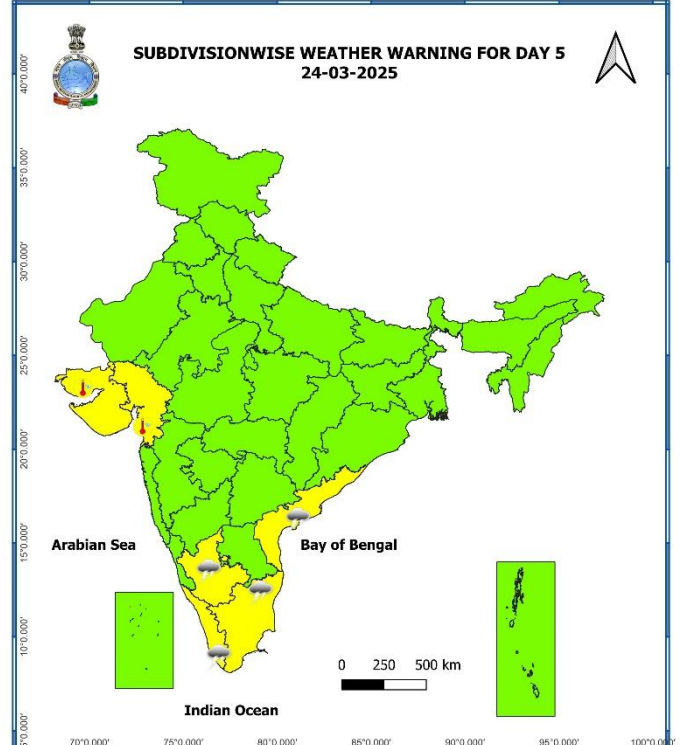 SUBDIVISIONWISE WEATHER WARNING FOR DAY 5
24-03-2025
40°0.000'
35°0.000'
30°0.000'
25°0.000'
20°0.000'
Arabian Sea
Bay of Bengal
15°0.000'
10°0.000'
0 250 500 km
Indian Ocean
5°0.000'
70°0.000' 75°0.000' 80°0.000' 85°0.000' 90°0.000' 95°0.000' 100°0.000'